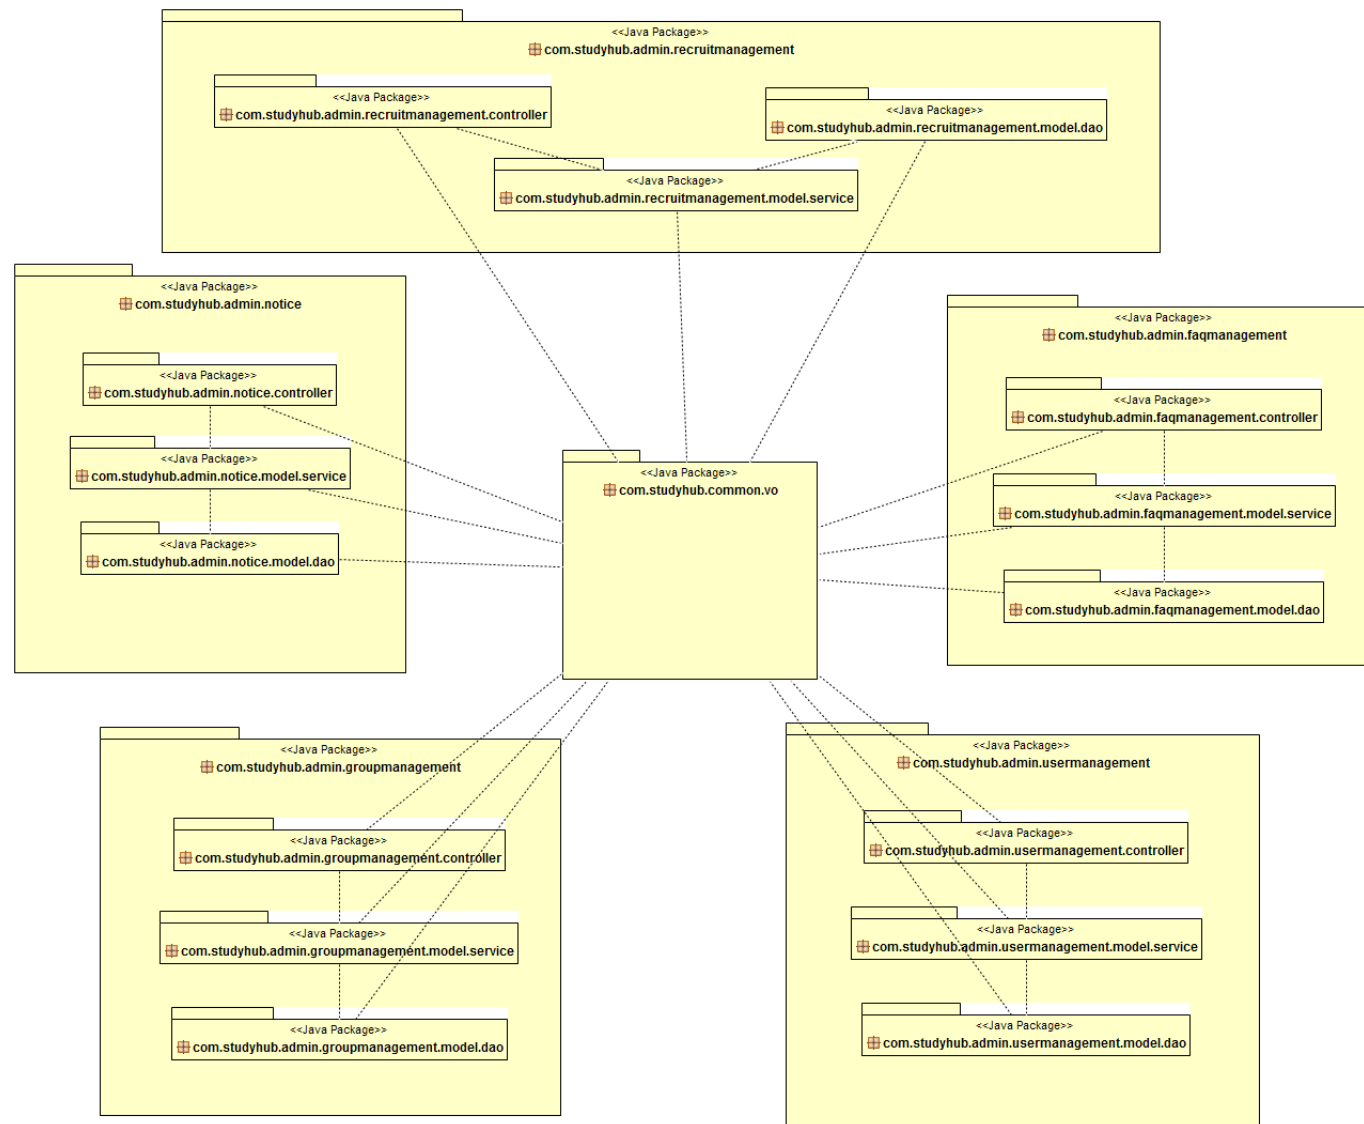 <<Java Package>>
com.studyhub.admin.recruitmanagement
<<Java Package>>
com.studyhub.admin.recruitmanagement.controller
<<Java Package>>
com.studyhub.admin.recruitmanagement.model.dao
<<Java Package>>
com.studyhub.admin.recruitmanagement.model.service
<<Java Package>>
com.studyhub.admin.notice
<<Java Package>>
com.studyhub.admin.notice.controller
<<Java Package>>
com.studyhub.admin.notice.model.service
<<Java Package>>
com.studyhub.admin.notice.model.dao
<<Java Package>>
com.studyhub.common.vo
<<Java Package>>
com.studyhub.admin.faqmanagement
<<Java Package>>
com.studyhub.admin.faqmanagement.controller
<<Java Package>>
com.studyhub.admin.faqmanagement.model.service
<<Java Package>>
com.studyhub.admin.faqmanagement.model.dao
<<Java Package>>
com.studyhub.admin.groupmanagement
<<Java Package>>
com.studyhub.admin.groupmanagement.controller
<<Java Package>>
com.studyhub.admin.groupmanagement.model.service
<<Java Package>>
com.studyhub.admin.groupmanagement.model.dao
<<Java Package>>
com.studyhub.admin.usermanagement
<<Java Package>>
com.studyhub.admin.usermanagement.controller
<<Java Package>>
com.studyhub.admin.usermanagement.model.service
<<Java Package>>
com.studyhub.admin.usermanagement.model.dao